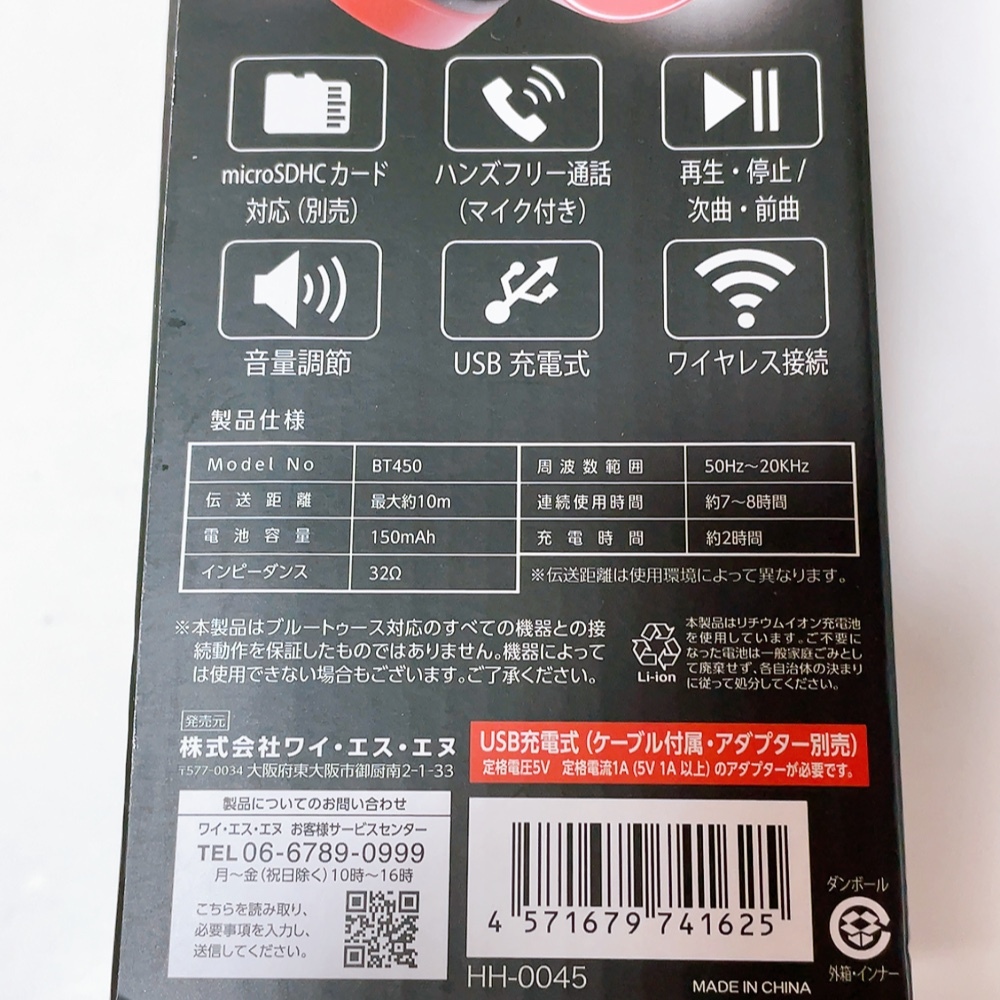 microSDHCカード
対応（別売）
ハンズフリー通話
（マイク付き）
再生・停止/
次曲・前曲
音量調節
USB 充電式
ワイヤレス接続
製品仕様
Model No BT450 周波数範囲 50Hz～20KHz
伝送距離 最大約10m 連続使用時間 約7～8時間
電池容量 150mAh 充電時間 約2時間
インピーダンス 32Ω
※伝送距離は使用環境によって異なります。
※本製品はブルートゥース対応のすべての機器との接
続動作を保証したものではありません。機器によって
は使用できない場合もございます。ご了承ください。
Li-ion
本製品はリチウムイオン充電池
を使用しています。ご不要に
なった電池は一般家庭ごみとし
て廃棄せず、各自治体の決まり
に従って処分してください。
発売元
株式会社ワイ・エス・エヌ
〒577-0034 大阪府東大阪市御厨南2-1-33
USB充電式（ケーブル付属・アダプター別売）
定格電圧5V 定格電流1A（5V 1A 以上）のアダプターが必要です。
製品についてのお問い合わせ
ワイ・エス・エヌ お客様サービスセンター
TEL 06-6789-0999
月～金（祝日除く）10時～16時
こちらを読み取り、
必要事項を入力し、
送信してください。
4 571679 741625
HH-0045
ダンボール
外箱・インナー
MADE IN CHINA